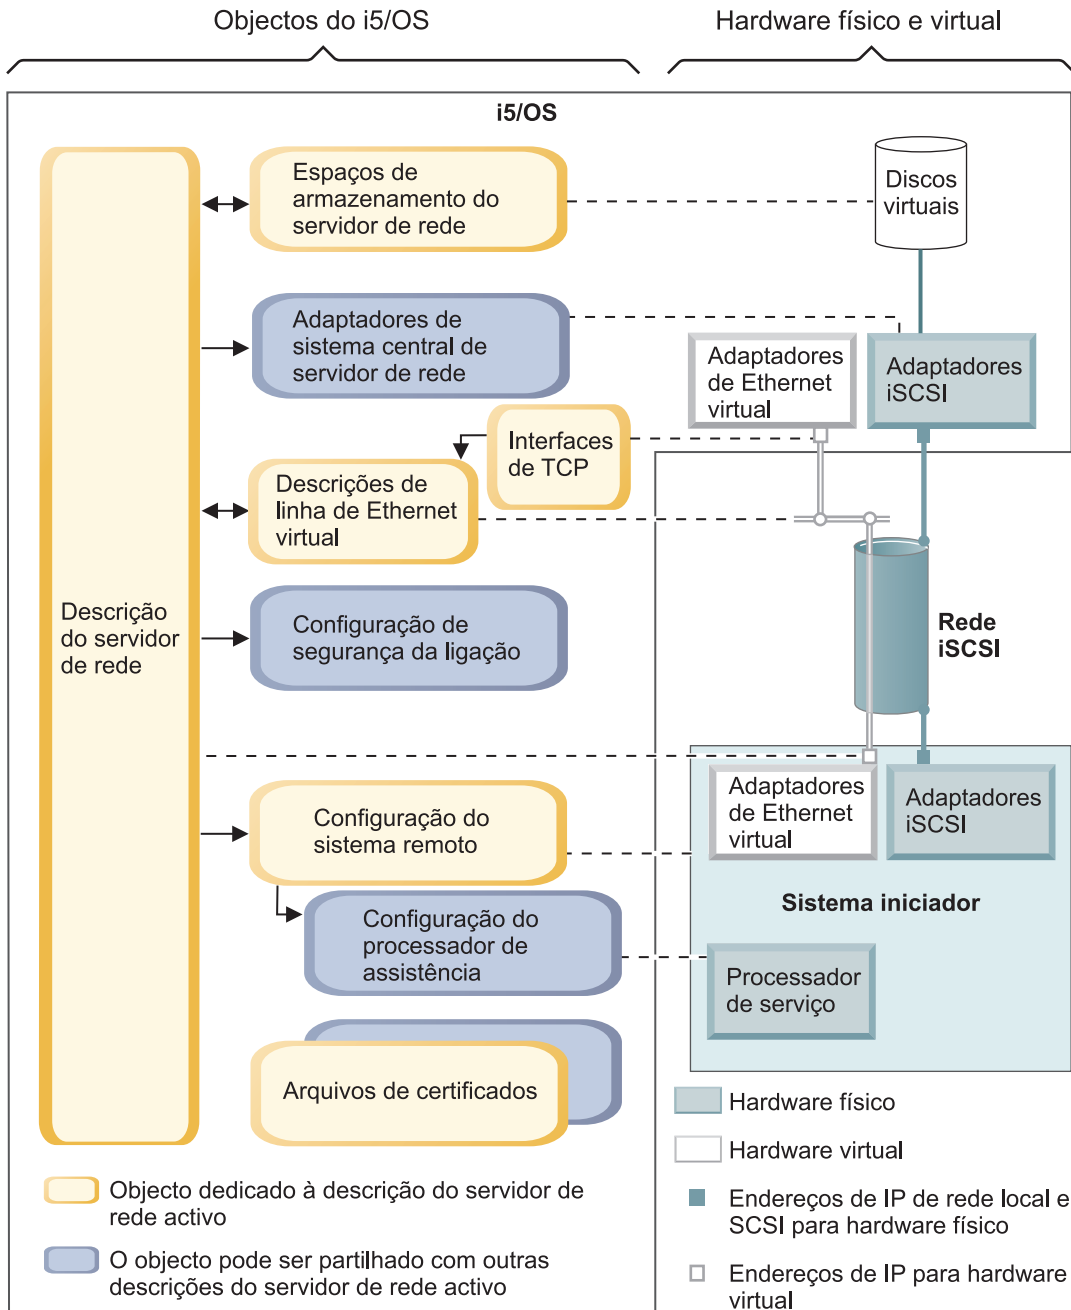 Objectos do i5/OS
Hardware físico e virtual
i5/OS
Espaços de
armazenamento do
servidor de rede
Discos
virtuais
Adaptadores de
sistema central de
servidor de rede
Adaptadores
de Ethernet
virtual
Adaptadores
iSCSI
Interfaces
de TCP
Descrições de
linha de Ethernet
virtual
Descrição
do servidor
de rede
Configuração de
segurança da ligação
Rede
iSCSI
Configuração do
sistema remoto
Adaptadores
de Ethernet
virtual
Adaptadores
iSCSI
Sistema iniciador
Configuração do
processador de
assistência
Processador
de serviço
Arquivos de certificados
Hardware físico
Hardware virtual
Endereços de IP de rede local e
SCSI para hardware físico
Endereços de IP para hardware
virtual
Objecto dedicado à descrição do servidor de
rede activo
O objecto pode ser partilhado com outras
descrições do servidor de rede activo